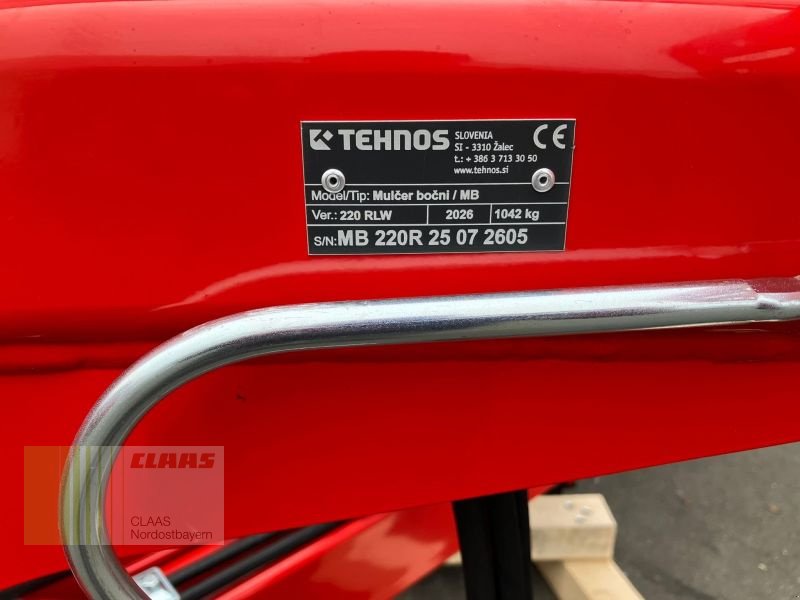 TEHNOS
SLOVENIA
SI - 3310 Žalec
t.: + 386 3 713 30 50
www.tehnos.si
CE
Model/Tip: Mulčer bočni / MB
Ver.: 220 RLW 2026 1042 kg
S/N: MB 220R 25 07 2605
CLAAS
CLAAS
Nordostbayern